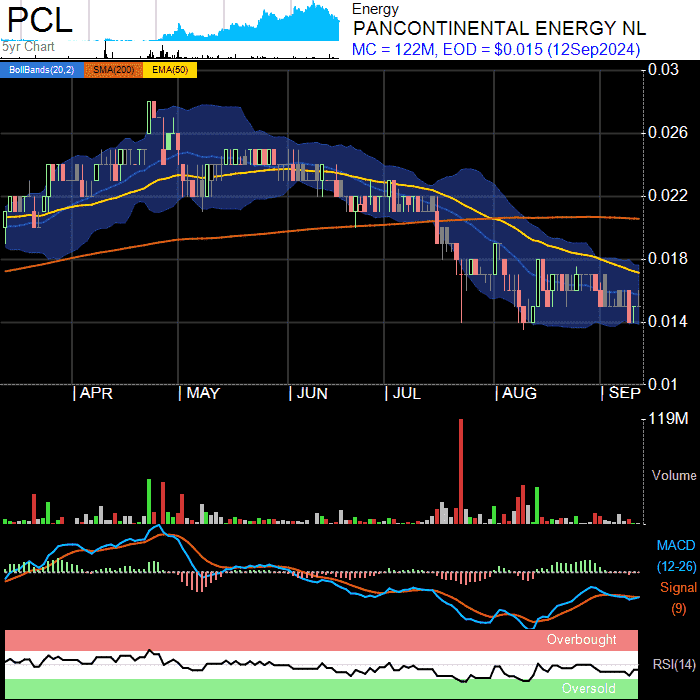 PCL
5yr Chart
Energy
PANCONTINENTAL ENERGY NL
MC = 122M, EOD = $0.015 (12Sep2024)
BollBands(20,2) SMA(200) EMA(50)
0.03
0.026
0.022
0.018
0.014
0.01
APR MAY JUN JUL AUG SEP
119M
Volume
MACD
(12-26)
Signal
(9)
Overbought
RSI(14)
Oversold